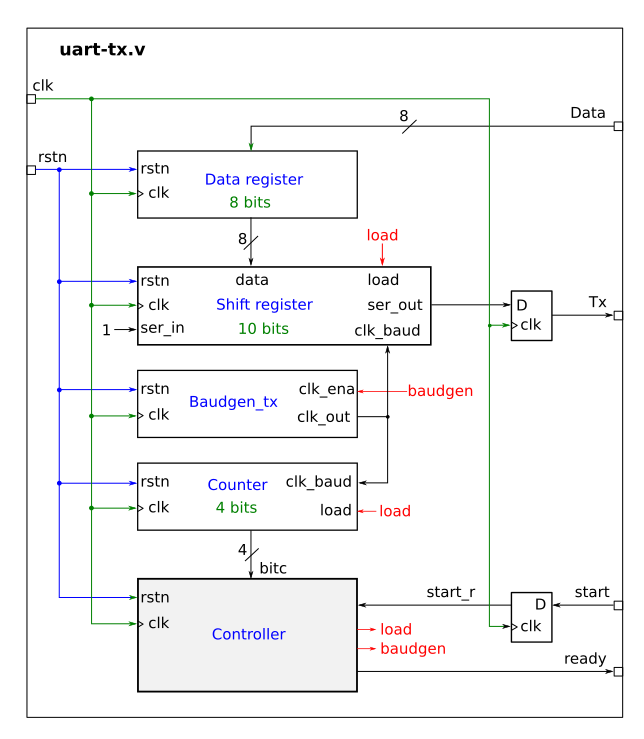 uart-tx.v
clk
8
Data
rstn
rstn
clk
Data register
8 bits
8
load
rstn
data
load
clk
Shift register
ser_out
1
ser_in
10 bits
clk_baud
D
clk
Tx
rstn
clk
Baudgen_tx
clk_ena
clk_out
baudgen
rstn
clk
Counter
4 bits
clk_baud
load
load
4
bitc
rstn
clk
Controller
start_r
D
clk
start
load
baudgen
ready